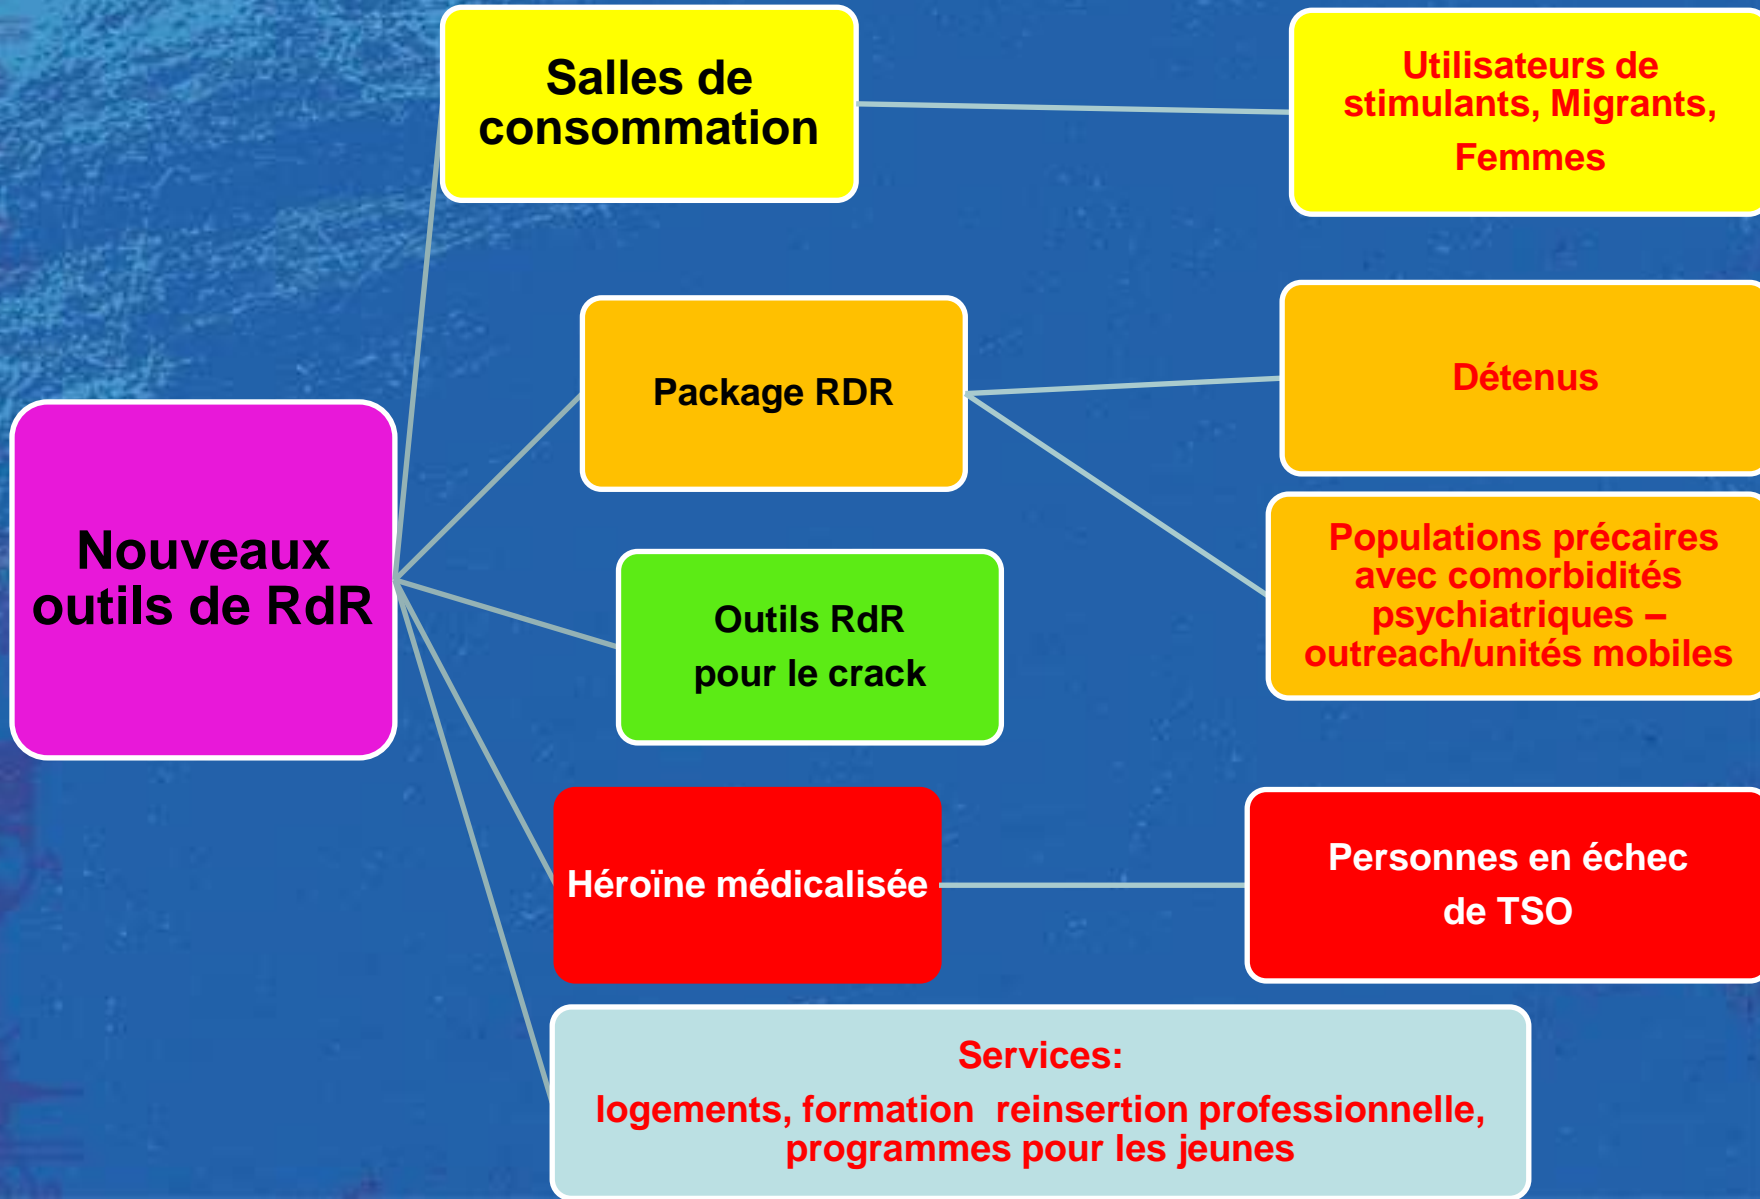 Salles de
consommation
Utilisateurs de
stimulants, Migrants,
Femmes
Package RDR
Détenus
Nouveaux
outils de RdR
Populations précaires
avec comorbidités
psychiatriques –
outreach/unités mobiles
Outils RdR
pour le crack
Héroïne médicalisée
Personnes en échec
de TSO
Services:
logements, formation  reinsertion professionnelle,
programmes pour les jeunes